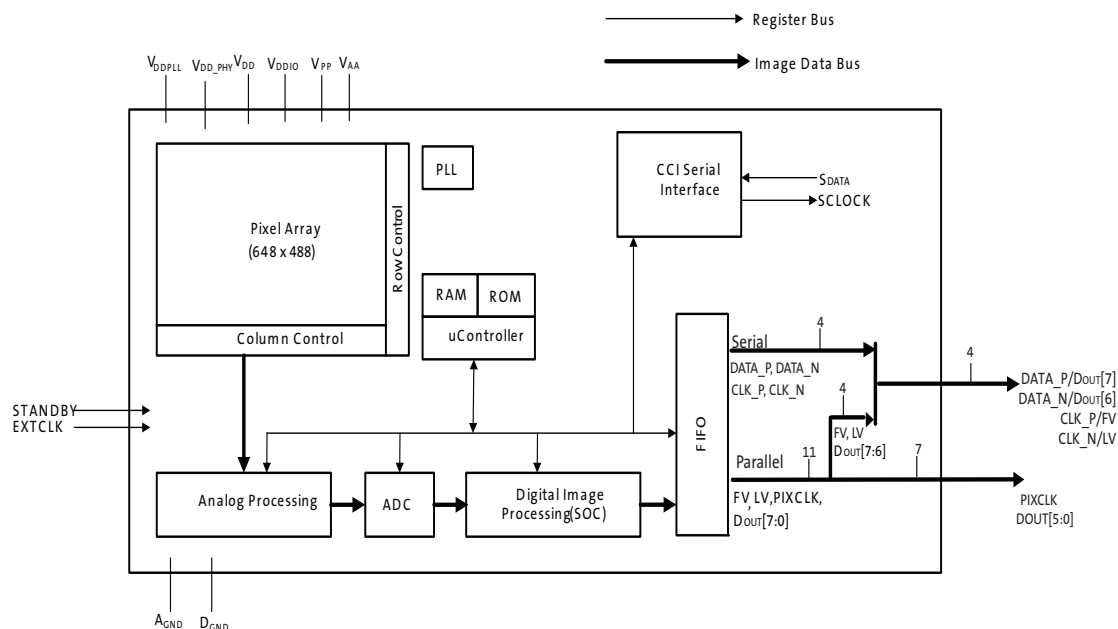 Register Bus
Image Data Bus
VDDPLL
VDD_PHY
VDD
VDDIO
VPP
VAA
Pixel Array
(648 x 488)
Row Control
Column Control
PLL
CCI Serial
Interface
SDATA
SCLOCK
RAM
ROM
uController
STANDBY
EXTCLK
Analog Processing
ADC
Digital Image
Processing(SOC)
FIFO
Serial
4
DATA_P, DATA_N
CLK_P, CLK_N
4
FV, LV
DOUT[7:6]
Parallel
11
7
FV, LV,PIXCLK,
DOUT[7:0]
4
DATA_P/DOUT[7]
DATA_N/DOUT[6]
CLK_P/FV
CLK_N/LV
PIXCLK
DOUT[5:0]
AGND
DGND